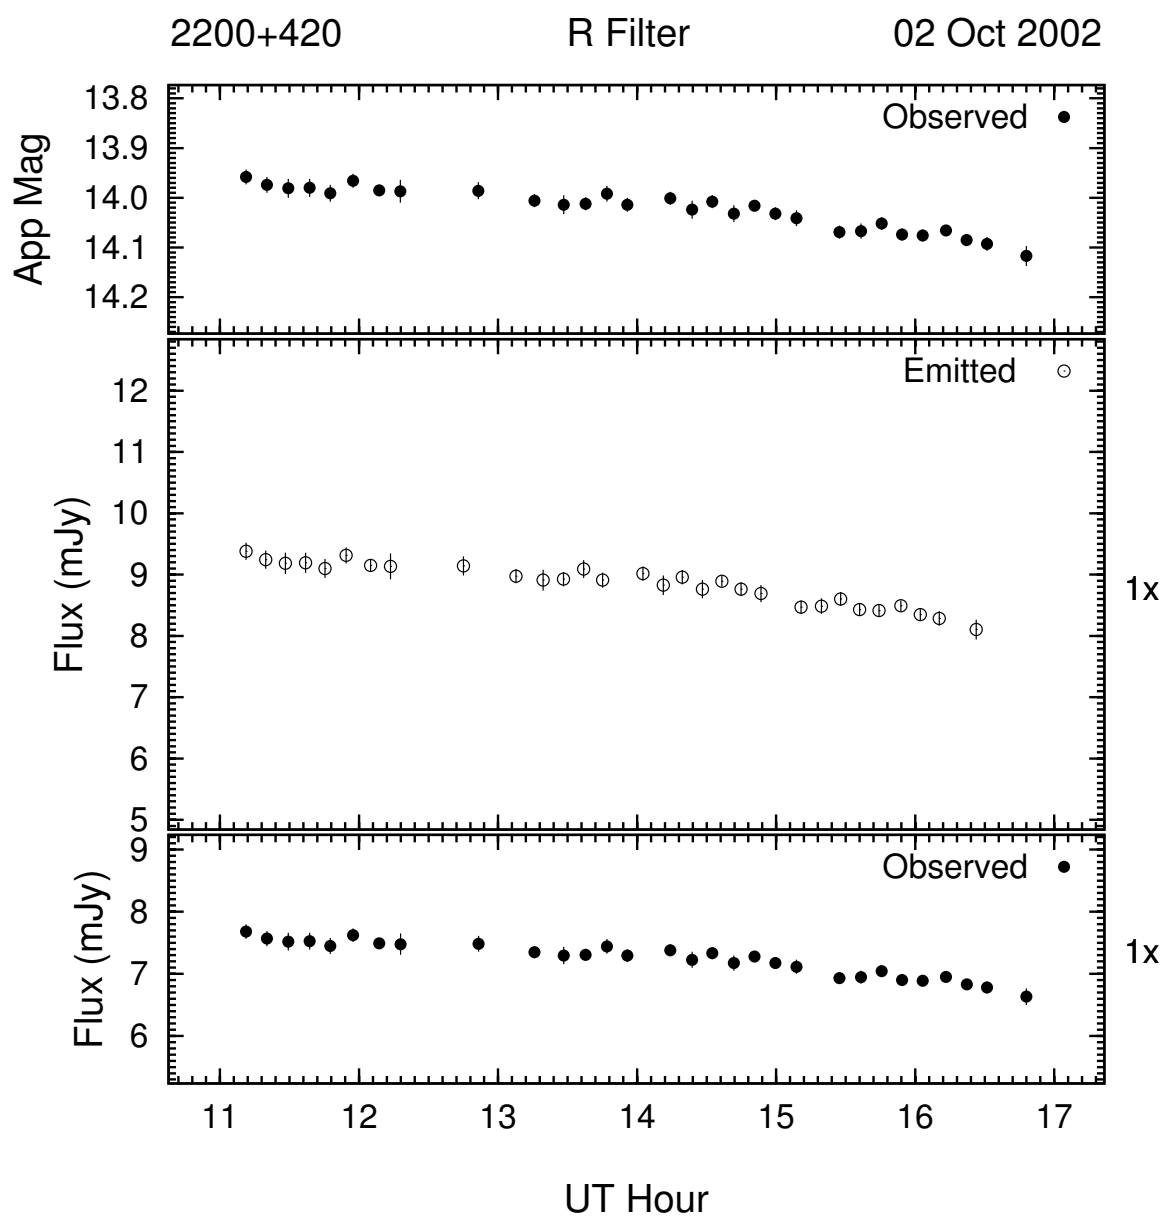 2200+420 R Filter 02 Oct 2002
App Mag
13.8
13.9
14.0
14.1
14.2
Observed
Flux (mJy)
12
11
10
9
8
7
6
5
Emitted
1x
Flux (mJy)
9
8
7
6
Observed
1x
11 12 13 14 15 16 17
UT Hour